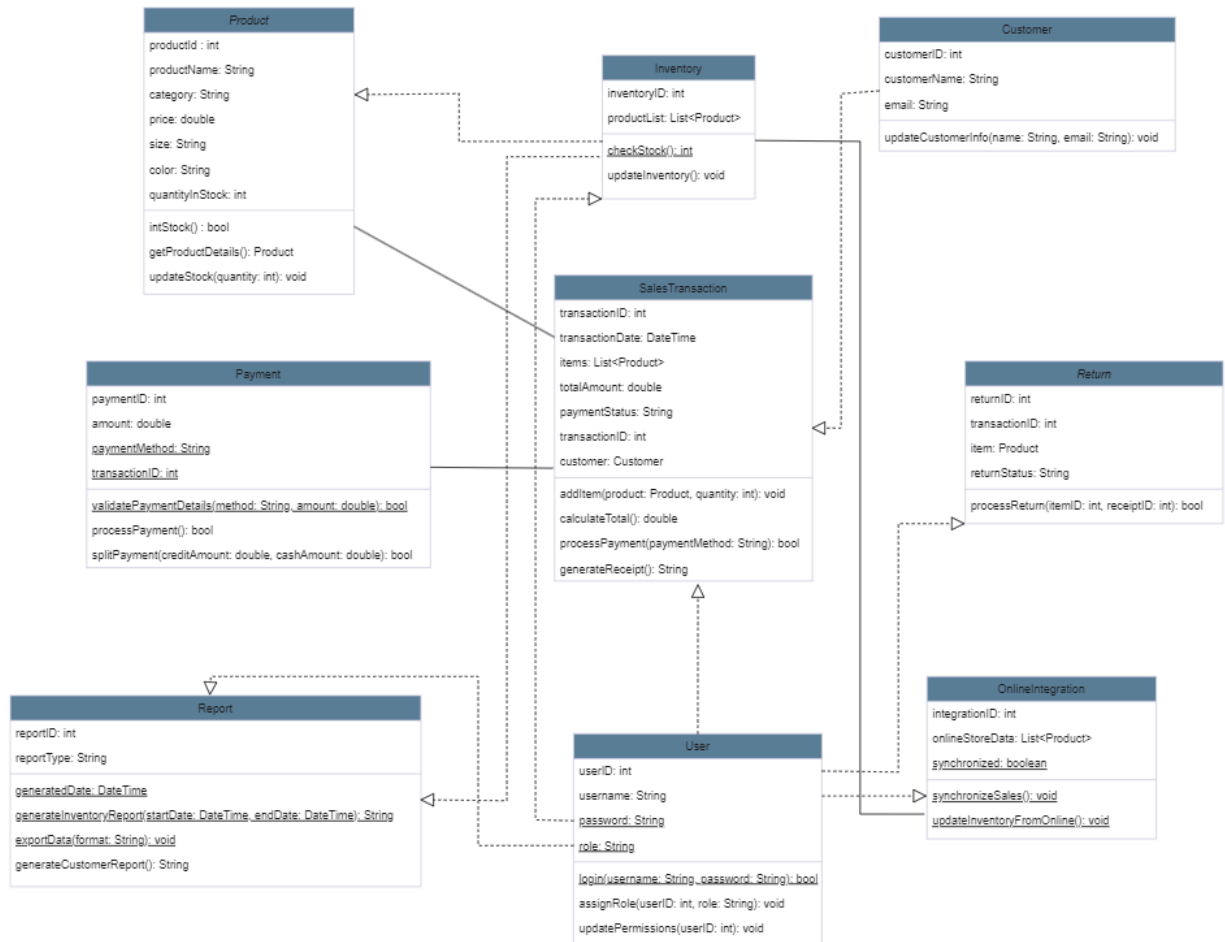 Product
productId : int
productName: String
category: String
price: double
size: String
color: String
quantityInStock: int
intStock() : bool
getProductDetails(): Product
updateStock(quantity: int): void
Inventory
inventoryID: int
productList: List<Product>
checkStock(): int
updateInventory(): void
Customer
customerID: int
customerName: String
email: String
updateCustomerInfo(name: String, email: String): void
SalesTransaction
transactionID: int
transactionDate: DateTime
items: List<Product>
totalAmount: double
paymentStatus: String
transactionID: int
customer: Customer
addItem(product: Product, quantity: int): void
calculateTotal(): double
processPayment(paymentMethod: String): bool
generateReceipt(): String
Payment
paymentID: int
amount: double
paymentMethod: String
transactionID: int
validatePaymentDetails(method: String, amount: double): bool
processPayment(): bool
splitPayment(creditAmount: double, cashAmount: double): bool
Return
returnID: int
transactionID: int
item: Product
returnStatus: String
processReturn(itemID: int, receiptID: int): bool
Report
reportID: int
reportType: String
generatedDate: DateTime
generateInventoryReport(startDate: DateTime, endDate: DateTime): String
exportData(format: String): void
generateCustomerReport(): String
User
userID: int
username: String
password: String
role: String
login(username: String, password: String): bool
assignRole(userID: int, role: String): void
updatePermissions(userID: int): void
OnlineIntegration
integrationID: int
onlineStoreData: List<Product>
synchronized: boolean
synchronizeSales(): void
updateInventoryFromOnline(): void